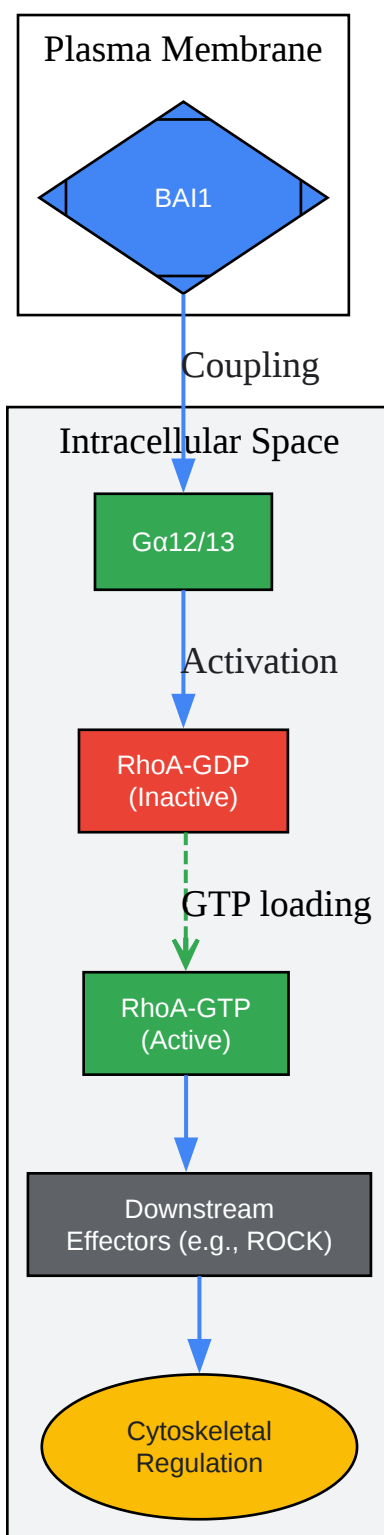 Plasma Membrane
BAI1
Coupling
Intracellular Space
Gα12/13
Activation
RhoA-GDP
(Inactive)
GTP loading
RhoA-GTP
(Active)
Downstream
Effectors (e.g., ROCK)
Cytoskeletal
Regulation